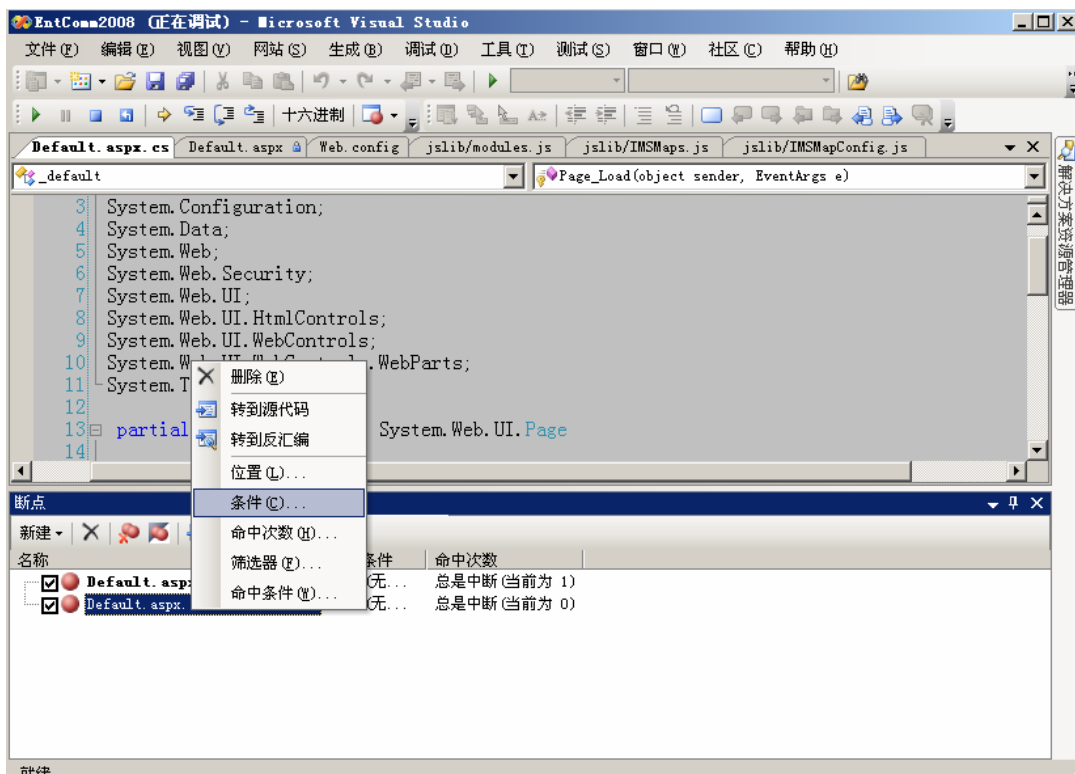 EntComm2008 (正在调试) - Microsoft Visual Studio
文件(F) 编辑(E) 视图(V) 网站(S) 生成(B) 调试(D) 工具(T) 测试(S) 窗口(W) 社区(C) 帮助(H)
十六进制
Default.aspx.cs Default.aspx Web.config jslib/modules.js jslib/IMSMaps.js jslib/IMSMapConfig.js
_default Page_Load(object sender, EventArgs e)
解决方案资源管理器
3 System.Configuration;
4 System.Data;
5 System.Web;
6 System.Web.Security;
7 System.Web.UI;
8 System.Web.UI.HtmlControls;
9 System.Web.UI.WebControls;
10 System.Web.UI.WebControls.WebParts;
11 System.T
12
13 partial System.Web.UI.Page
14
删除(E)
转到源代码
转到反汇编
位置(L)...
条件(C)...
命中次数(H)...
筛选器(F)...
命中条件(W)...
断点
新建
名称 条件 命中次数
Default.asp 无... 总是中断(当前为 1)
Default.aspx. 无... 总是中断(当前为 0)
就绪